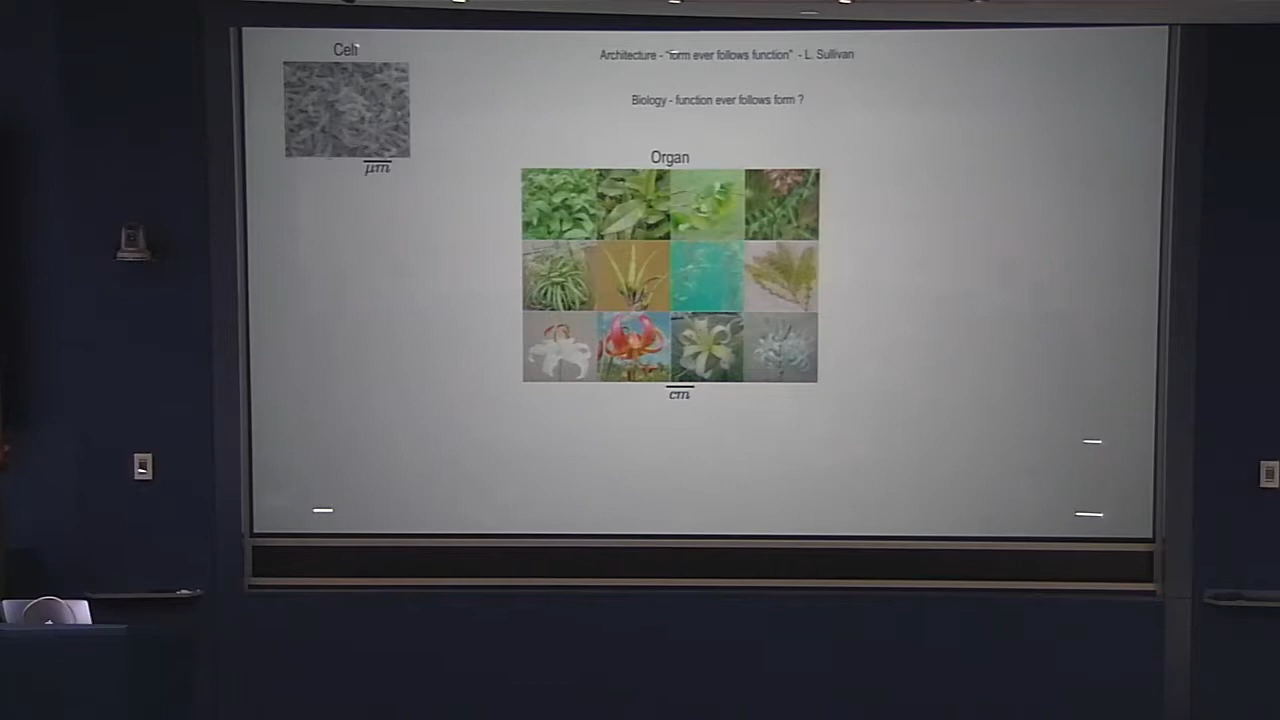 Cell
Architecture - "form ever follows function" - L. Sullivan
Biology - function ever follows form ?
μm
Organ
cm